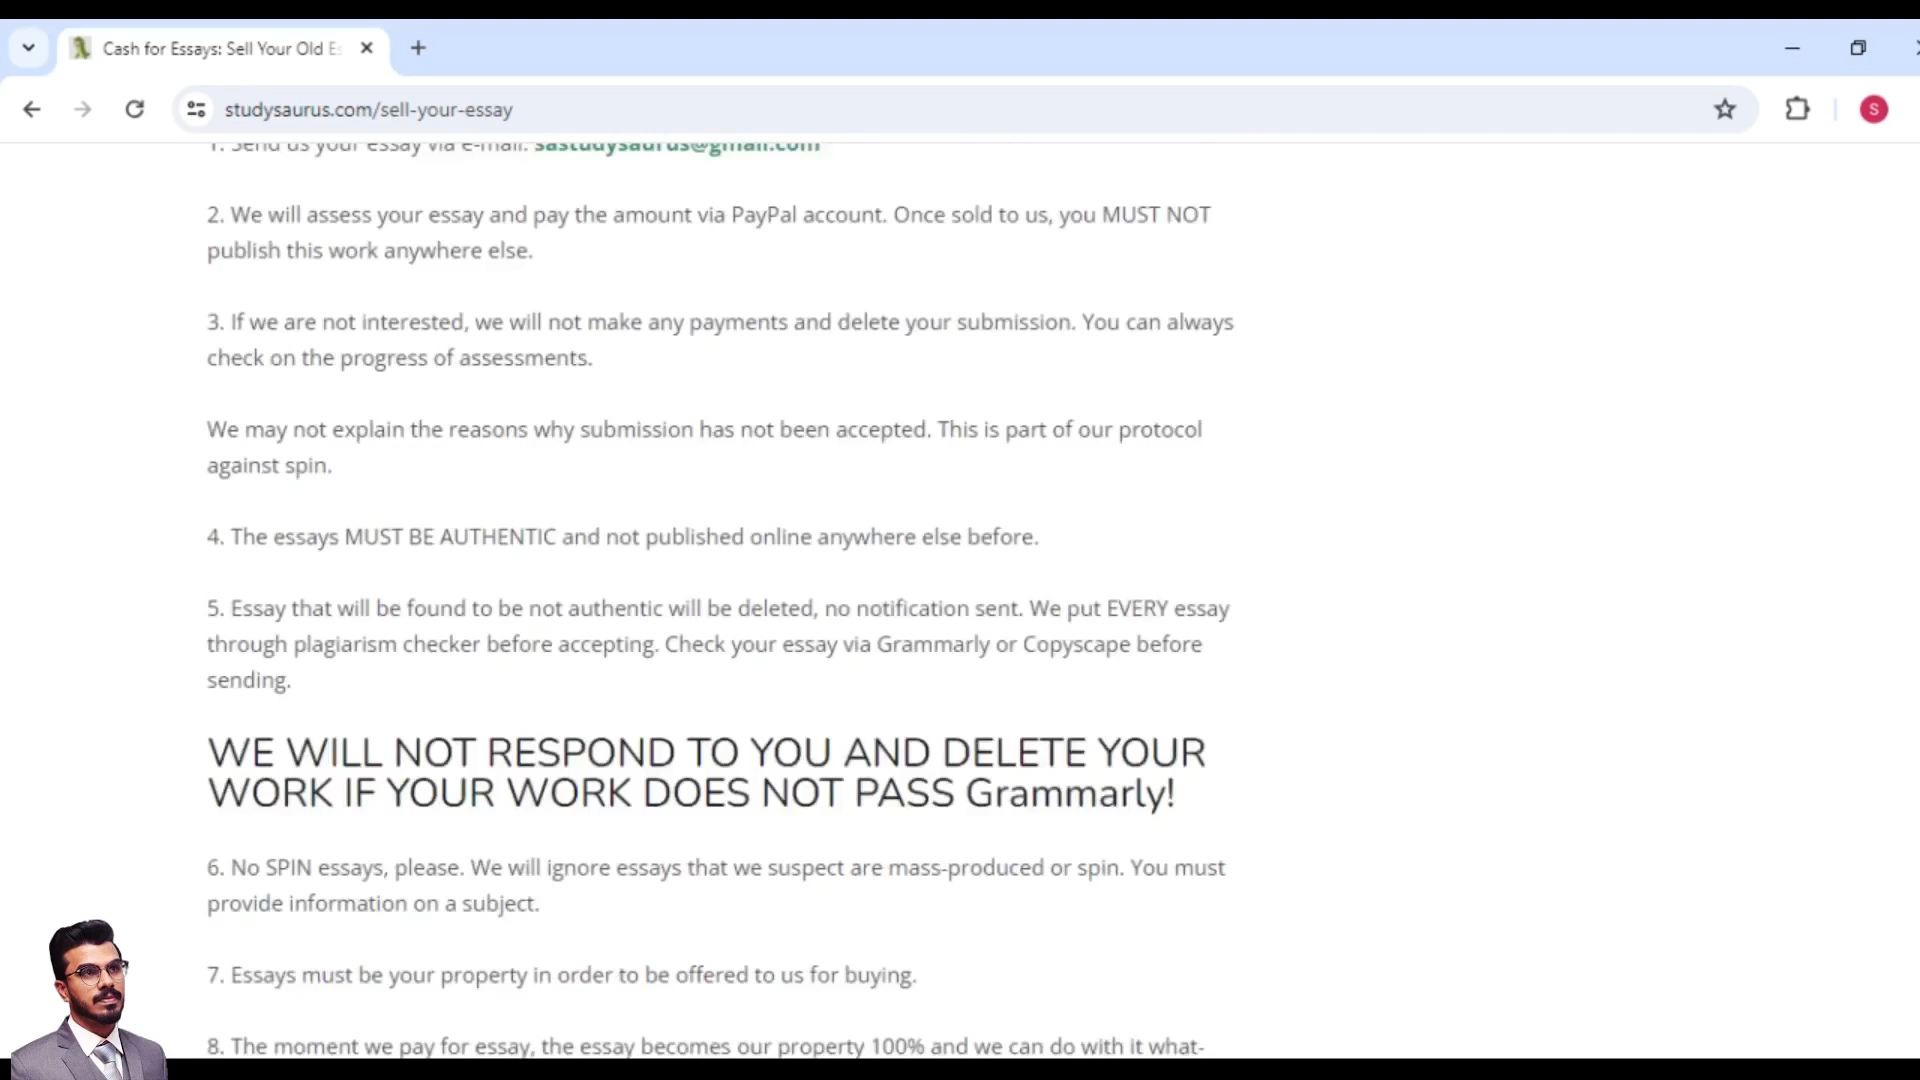 Cash for Essays: Sell Your Old Es
studysaurus.com/sell-your-essay
S
1. Send us your essay via e-mail: sastudysaurus@gmail.com
2. We will assess your essay and pay the amount via PayPal account. Once sold to us, you MUST NOT
publish this work anywhere else.
3. If we are not interested, we will not make any payments and delete your submission. You can always
check on the progress of assessments.
We may not explain the reasons why submission has not been accepted. This is part of our protocol
against spin.
4. The essays MUST BE AUTHENTIC and not published online anywhere else before.
5. Essay that will be found to be not authentic will be deleted, no notification sent. We put EVERY essay
through plagiarism checker before accepting. Check your essay via Grammarly or Copyscape before
sending.
WE WILL NOT RESPOND TO YOU AND DELETE YOUR
WORK IF YOUR WORK DOES NOT PASS Grammarly!
6. No SPIN essays, please. We will ignore essays that we suspect are mass-produced or spin. You must
provide information on a subject.
7. Essays must be your property in order to be offered to us for buying.
8. The moment we pay for essay, the essay becomes our property 100% and we can do with it what-